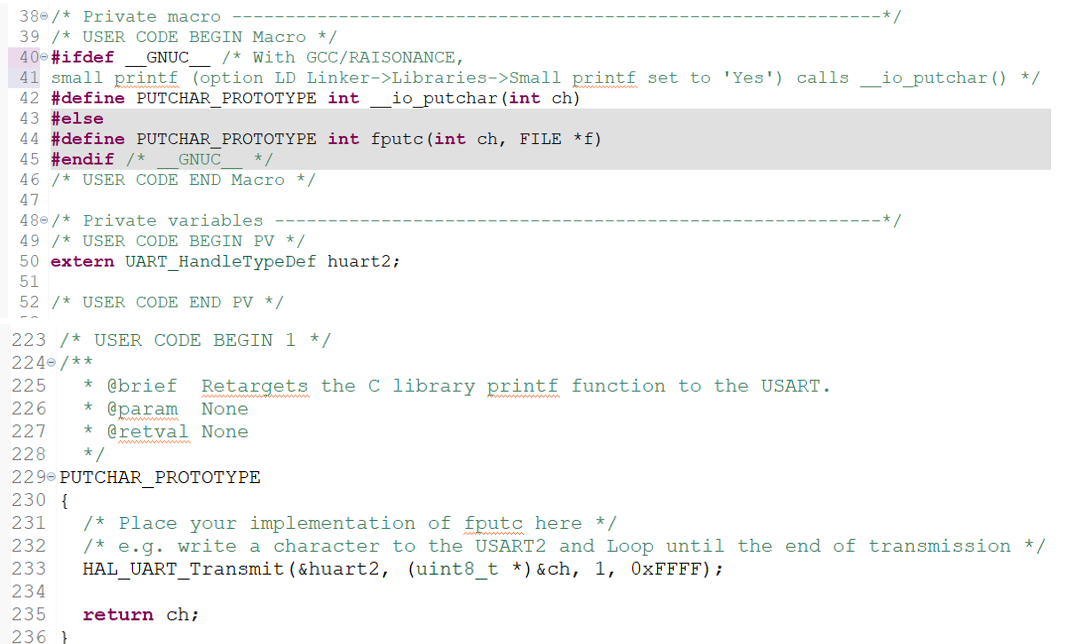 38 /* Private macro -------------------------------------------------------------*/
39 /* USER CODE BEGIN Macro */
40 #ifdef __GNUC__ /* With GCC/RAISONANCE,
41 small printf (option LD Linker->Libraries->Small printf set to 'Yes') calls __io_putchar() */
42 #define PUTCHAR_PROTOTYPE int __io_putchar(int ch)
43 #else
44 #define PUTCHAR_PROTOTYPE int fputc(int ch, FILE *f)
45 #endif /* __GNUC__ */
46 /* USER CODE END Macro */
47
48 /* Private variables ---------------------------------------------------------*/
49 /* USER CODE BEGIN PV */
50 extern UART_HandleTypeDef huart2;
51
52 /* USER CODE END PV */
223 /* USER CODE BEGIN 1 */
224 /**
225   * @brief  Retargets the C library printf function to the USART.
226   * @param  None
227   * @retval None
228   */
229 PUTCHAR_PROTOTYPE
230 {
231   /* Place your implementation of fputc here */
232   /* e.g. write a character to the USART2 and Loop until the end of transmission */
233   HAL_UART_Transmit(&huart2, (uint8_t *)&ch, 1, 0xFFFF);
234
235   return ch;
236 }